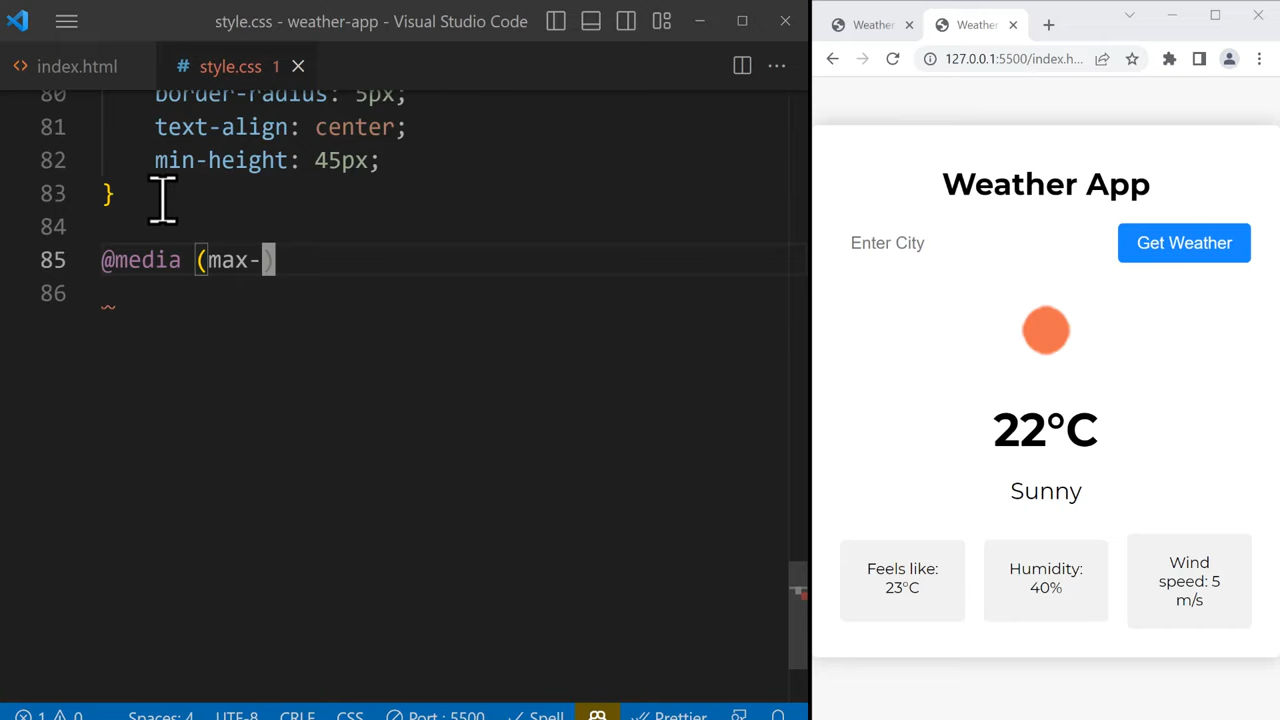 style.css - weather-app - Visual Studio Code
index.html
# style.css 1
80 border-radius: 5px;
81 text-align: center;
82 min-height: 45px;
83 }
84
85 @media (max-)
86
1 0 Spaces: 4 UTF-8 CRLF CSS Port : 5500 Spell Prettier
Weather
Weather
127.0.0.1:5500/index.h...
Weather App
Enter City
Get Weather
22°C
Sunny
Feels like:
23°C
Humidity:
40%
Wind
speed: 5
m/s